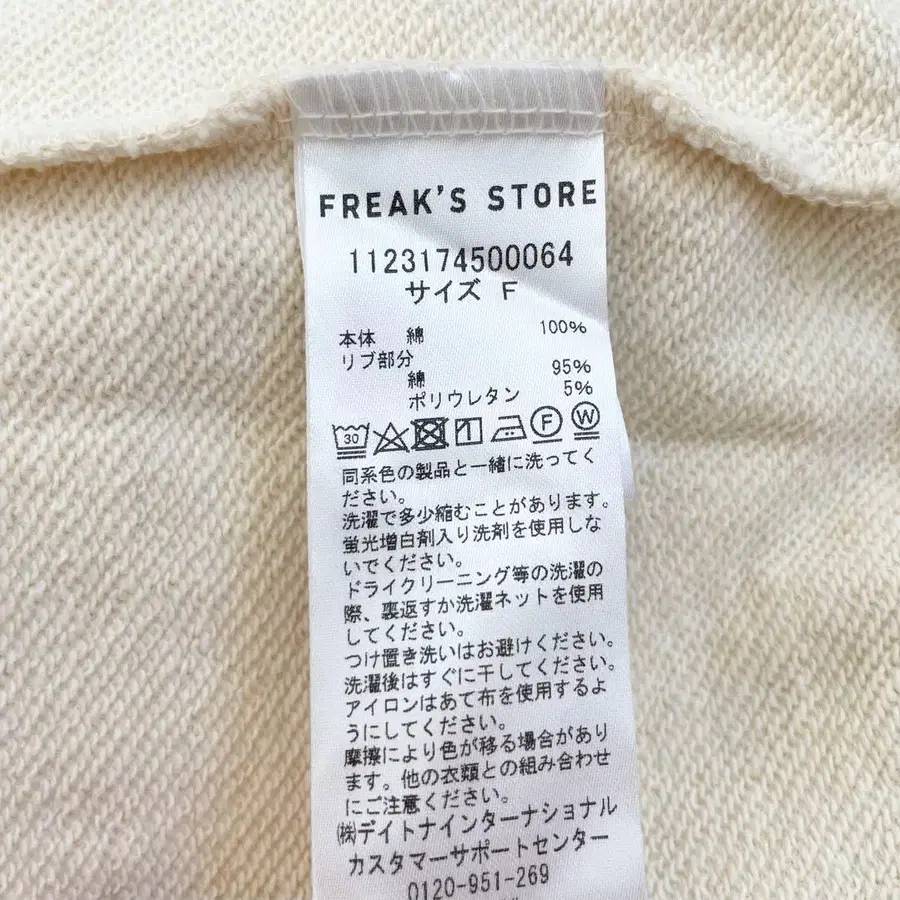 FREAK'S STORE
1123174500064
サイズ F
本体 綿 100%
リブ部分
綿 95%
ポリウレタン 5%
30 F W
同系色の製品と一緒に洗ってく
ださい。
洗濯で多少縮むことがあります。
蛍光増白剤入り洗剤を使用しな
いでください。
ドライクリーニング等の洗濯の
際、裏返すか洗濯ネットを使用
してください。
つけ置き洗いはお避けください。
洗濯後はすぐに干してください。
アイロンはあて布を使用するよ
うにしてください。
摩擦により色が移る場合があり
ます。他の衣類との組み合わせ
にご注意ください。
㈱デイトナインターナショナル
カスタマーサポートセンター
0120-951-269